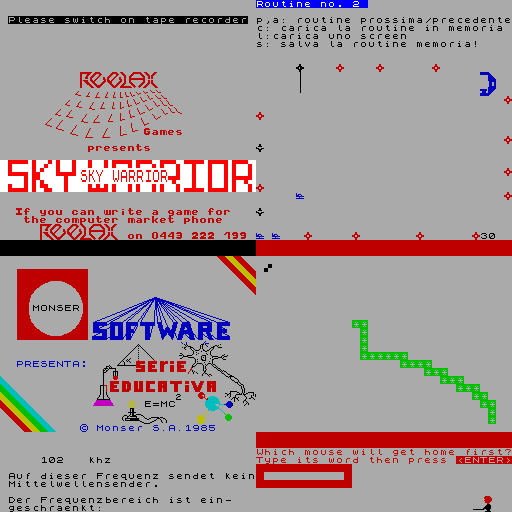 Please switch on tape recorder
REELAX
Games
presents
SKY WARRIOR
SKY WARRIOR
If you can write a game for
the computer market phone
REELAX on 0443 222 199
Routine no. 2
p,a: routine prossima/precedente
c: carica la routine in memoria
l:carica uno screen
s: salva la routine memoria!
30
MONSER
SOFTWARE
PRESENTA:
SERIE
EDUCATIVA
E=MC2
© Monser S.A.1985
102 khz
Auf dieser Frequenz sendet kein
Mittelwellensender.
Der Frequenzbereich ist ein-
geschraenkt:
Which mouse will get home first?
Type its word then press <ENTER>